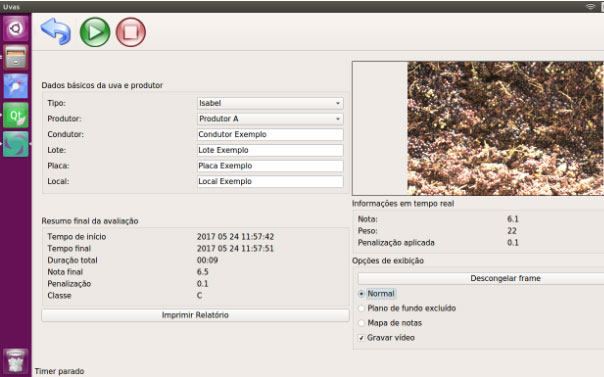 Uvas
Qt
Dados básicos da uva e produtor
Tipo: Isabel
Produtor: Produtor A
Condutor: Condutor Exemplo
Lote: Lote Exemplo
Placa: Placa Exemplo
Local: Local Exemplo
Resumo final da avaliação
Tempo de início 2017 05 24 11:57:42
Tempo final 2017 05 24 11:57:51
Duração total 00:09
Nota final 6.5
Penalização 0.1
Classe C
Imprimir Relatório
Timer parado
Informações em tempo real
Nota: 6.1
Peso: 22
Penalização aplicada 0.1
Opções de exibição
Descongelar frame
Normal
Plano de fundo excluído
Mapa de notas
Gravar vídeo